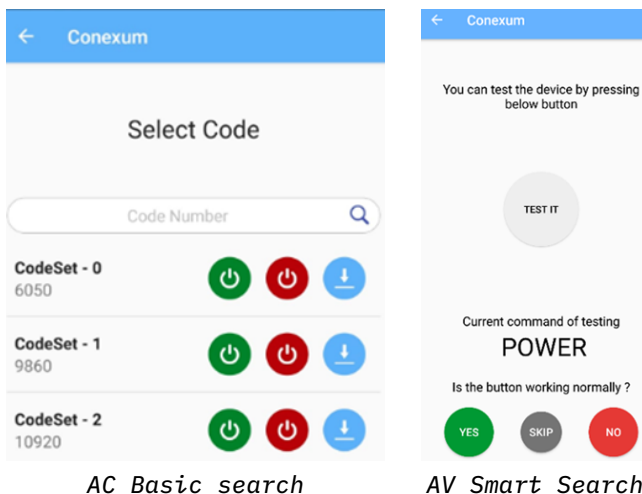 Conexum
Select Code
Code Number
CodeSet - 0
6050
CodeSet - 1
9860
CodeSet - 2
10920
AC Basic search
Conexum
You can test the device by pressing
below button
TEST IT
Current command of testing
POWER
Is the button working normally ?
YES SKIP NO
AV Smart Search